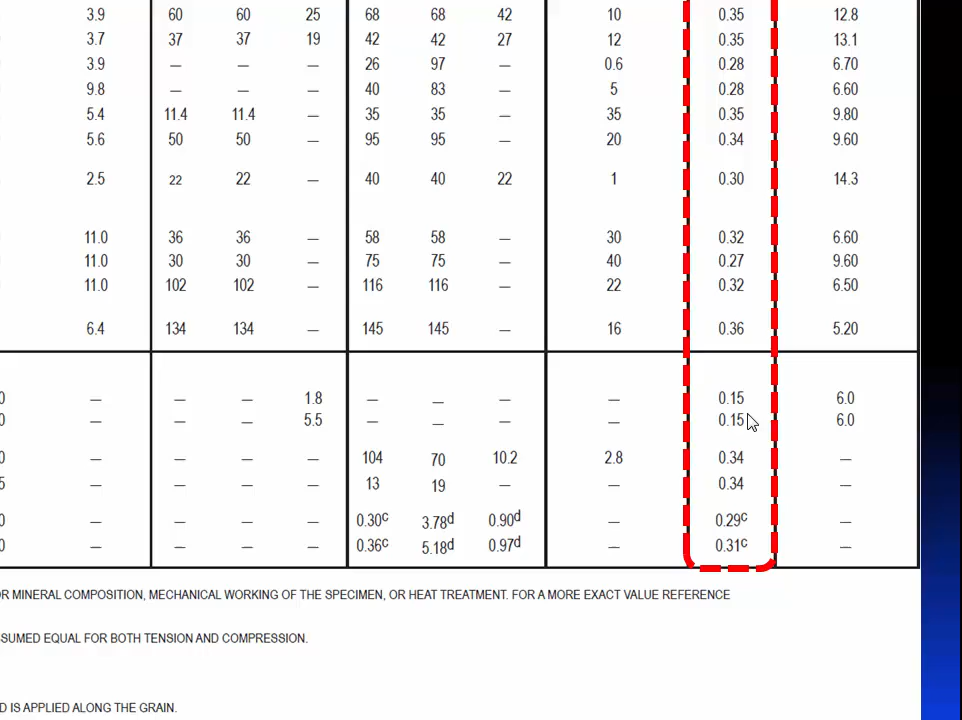 3.9 60 60 25 68 68 42 10 0.35 12.8
3.7 37 37 19 42 42 27 12 0.35 13.1
3.9 — — — 26 97 — 0.6 0.28 6.70
9.8 — — — 40 83 — 5 0.28 6.60
5.4 11.4 11.4 — 35 35 — 35 0.35 9.80
5.6 50 50 — 95 95 — 20 0.34 9.60
2.5 22 22 — 40 40 22 1 0.30 14.3
11.0 36 36 — 58 58 — 30 0.32 6.60
11.0 30 30 — 75 75 — 40 0.27 9.60
11.0 102 102 — 116 116 — 22 0.32 6.50
6.4 134 134 — 145 145 — 16 0.36 5.20
0 — — — 1.8 — — — — 0.15 6.0
0 — — — 5.5 — — — — 0.15 6.0
0 — — — — 104 70 10.2 2.8 0.34 —
5 — — — — 13 19 — — 0.34 —
0 — — — — 0.30c 3.78d 0.90d — 0.29c —
0 — — — — 0.36c 5.18d 0.97d — 0.31c —
OR MINERAL COMPOSITION, MECHANICAL WORKING OF THE SPECIMEN, OR HEAT TREATMENT. FOR A MORE EXACT VALUE REFERENCE
SSUMED EQUAL FOR BOTH TENSION AND COMPRESSION.
D IS APPLIED ALONG THE GRAIN.